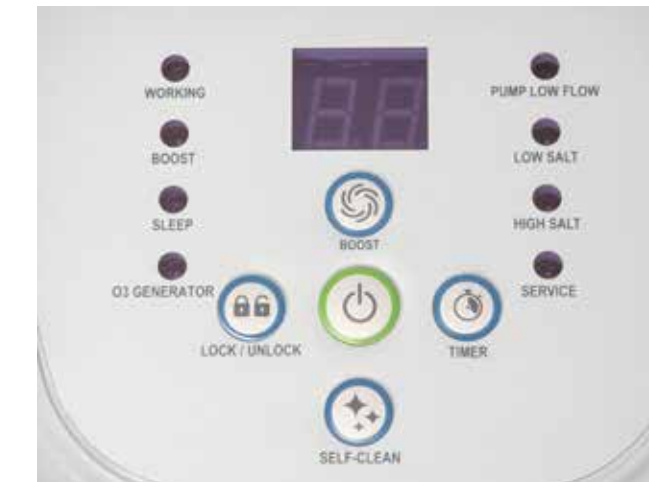 WORKING
BOOST
SLEEP
O3 GENERATOR
PUMP LOW FLOW
LOW SALT
HIGH SALT
SERVICE
BOOST
LOCK / UNLOCK
TIMER
SELF-CLEAN